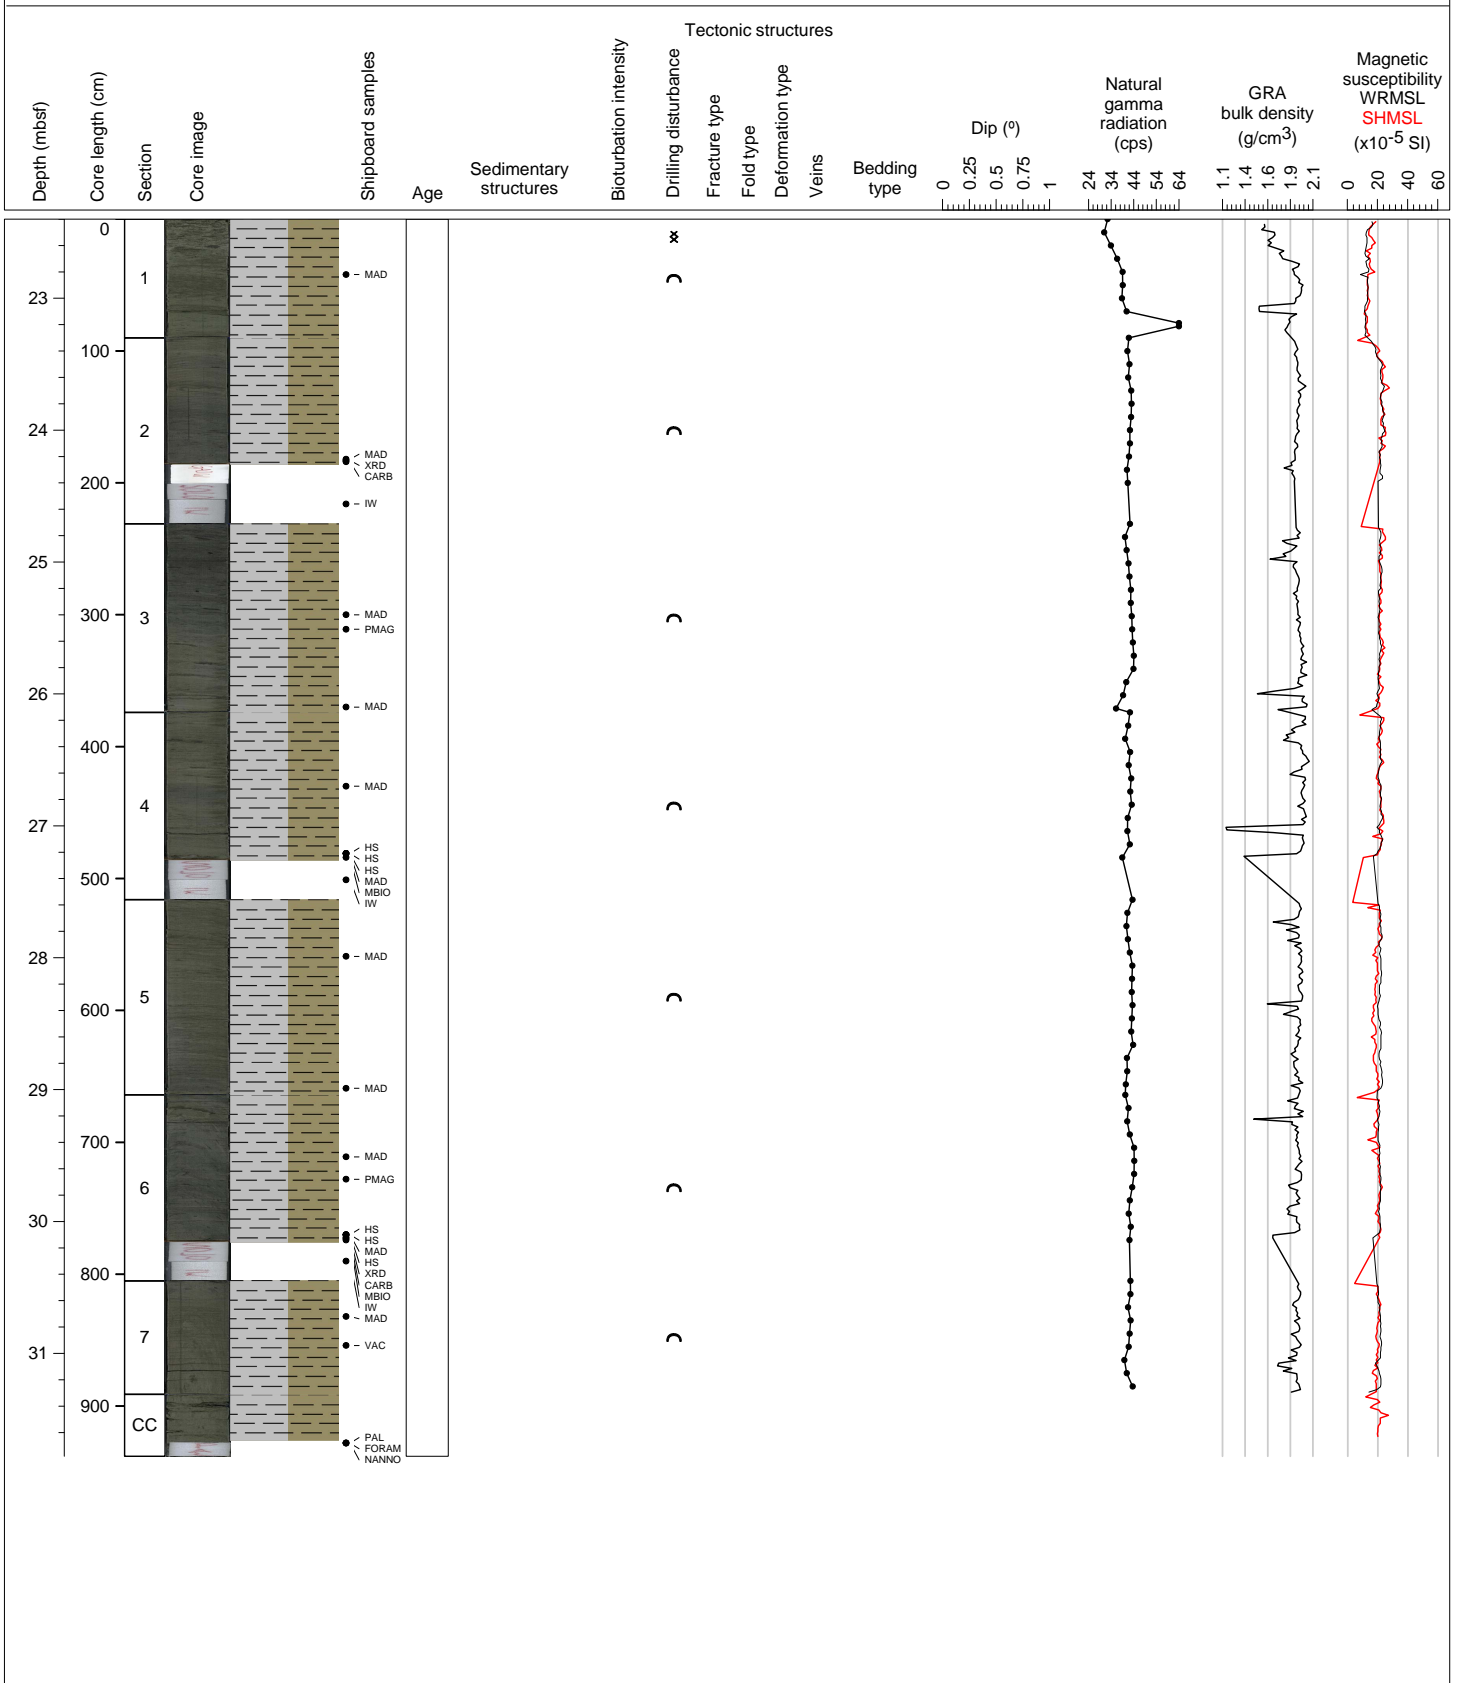 Tectonic structures
Depth (mbsf)
Core length (cm)
Section
Core image
Shipboard samples
Age
Sedimentary
structures
Bioturbation intensity
Drilling disturbance
Fracture type
Fold type
Deformation type
Veins
Bedding
type
Dip (º)
0 0.25 0.5 0.75 1
Natural
gamma
radiation
(cps)
24 34 44 54 64
GRA
bulk density
(g/cm3)
1.1 1.4 1.6 1.9 2.1
Magnetic
susceptibility
WRMSL
SHMSL
(x10-5 SI)
0 20 40 60
0
1
MAD
23
100
24
2
MAD
XRD
CARB
200
IW
25
300
3
MAD
PMAG
26
MAD
400
MAD
4
27
HS
HS
HS
MAD
MBIO
IW
500
28
MAD
5
600
29
MAD
700
MAD
6
PMAG
30
HS
HS
MAD
HS
XRD
CARB
MBIO
IW
800
MAD
7
VAC
31
900
CC
PAL
FORAM
NANNO